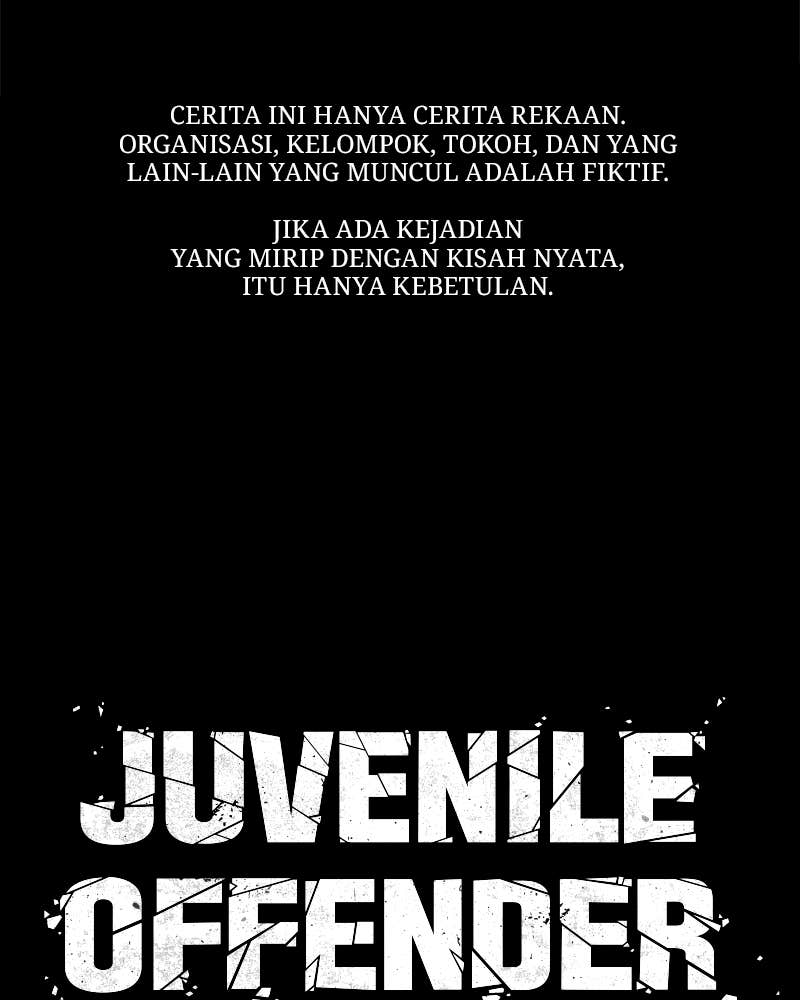 CERITA INI HANYA CERITA REKAAN.
ORGANISASI, KELOMPOK, TOKOH, DAN YANG
LAIN-LAIN YANG MUNCUL ADALAH FIKTIF.
JIKA ADA KEJADIAN
YANG MIRIP DENGAN KISAH NYATA,
ITU HANYA KEBETULAN.
JUVENILE
OFFENDER